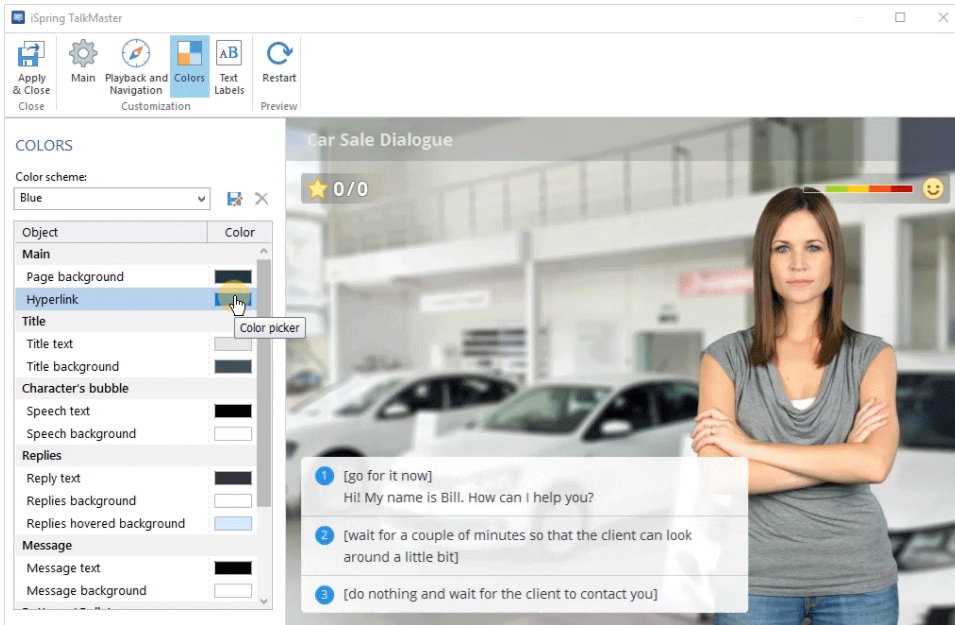 iSpring TalkMaster
Apply
& Close
Main
Playback and
Navigation
Colors
AB
Text
Labels
Restart
Close
Customization
Preview
COLORS
Color scheme:
Blue
Object
Color
Main
Page background
Hyperlink
Color picker
Title
Title text
Title background
Character's bubble
Speech text
Speech background
Replies
Reply text
Replies background
Replies hovered background
Message
Message text
Message background
Car Sale Dialogue
0/0
1 [go for it now]
Hi! My name is Bill. How can I help you?
2 [wait for a couple of minutes so that the client can look
around a little bit]
3 [do nothing and wait for the client to contact you]